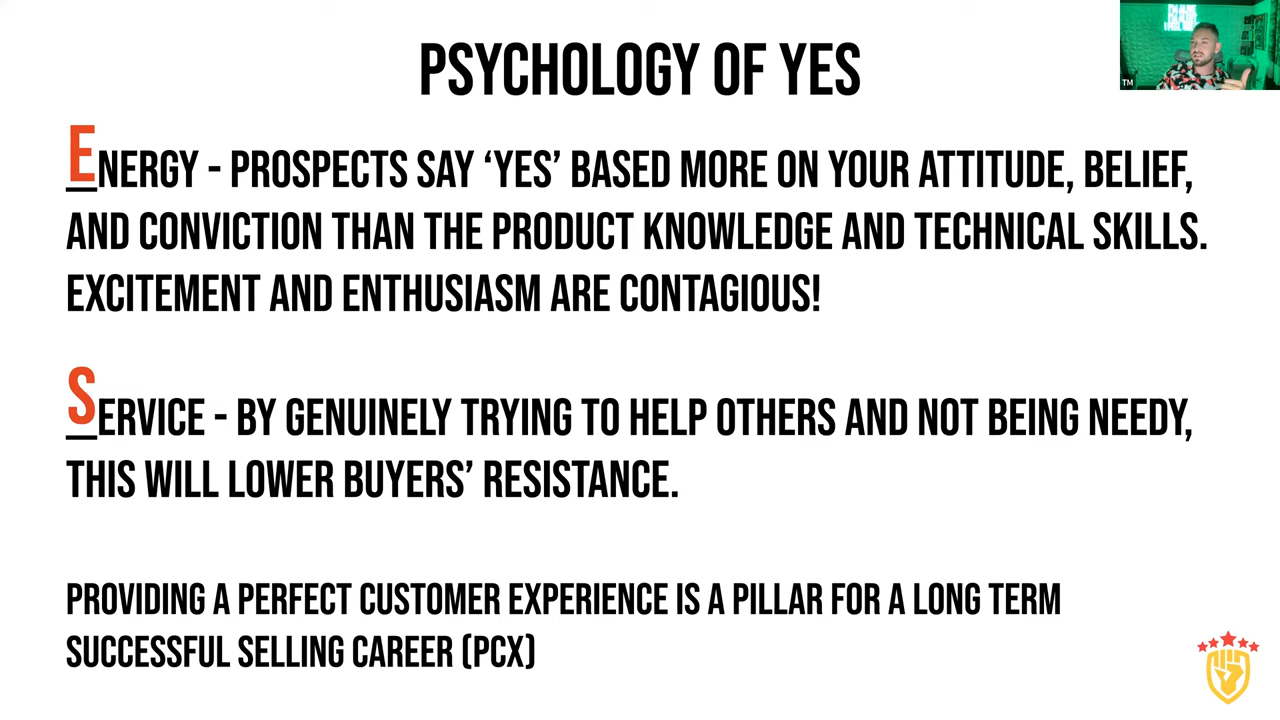 PSYCHOLOGY OF YES
ENERGY - PROSPECTS SAY ‘YES’ BASED MORE ON YOUR ATTITUDE, BELIEF,
AND CONVICTION THAN THE PRODUCT KNOWLEDGE AND TECHNICAL SKILLS.
EXCITEMENT AND ENTHUSIASM ARE CONTAGIOUS!
SERVICE - BY GENUINELY TRYING TO HELP OTHERS AND NOT BEING NEEDY,
THIS WILL LOWER BUYERS’ RESISTANCE.
PROVIDING A PERFECT CUSTOMER EXPERIENCE IS A PILLAR FOR A LONG TERM
SUCCESSFUL SELLING CAREER (PCX)
TM